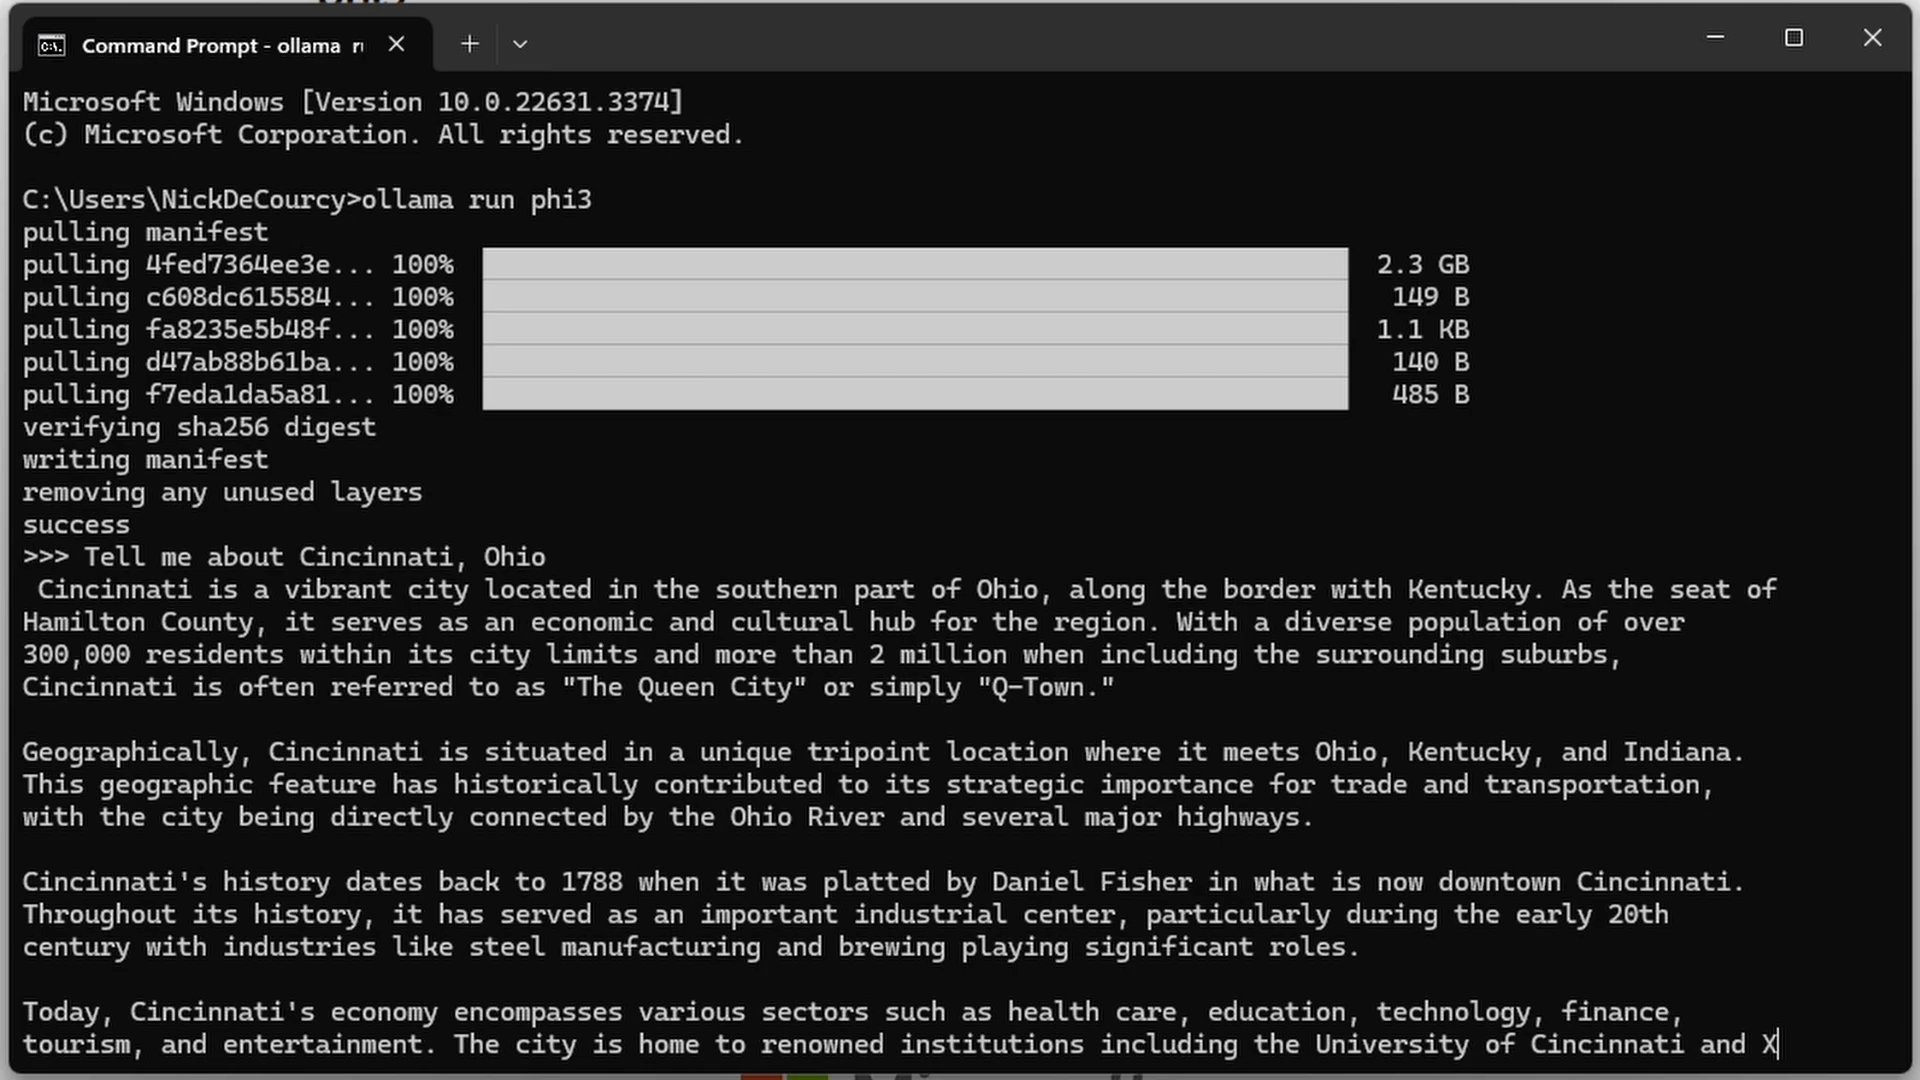 Command Prompt - ollama r
Microsoft Windows [Version 10.0.22631.3374]
(c) Microsoft Corporation. All rights reserved.
C:\Users\NickDeCourcy>ollama run phi3
pulling manifest
pulling 4fed7364ee3e... 100% 2.3 GB
pulling c608dc615584... 100% 149 B
pulling fa8235e5b48f... 100% 1.1 KB
pulling d47ab88b61ba... 100% 140 B
pulling f7eda1da5a81... 100% 485 B
verifying sha256 digest
writing manifest
removing any unused layers
success
>>> Tell me about Cincinnati, Ohio
Cincinnati is a vibrant city located in the southern part of Ohio, along the border with Kentucky. As the seat of
Hamilton County, it serves as an economic and cultural hub for the region. With a diverse population of over
300,000 residents within its city limits and more than 2 million when including the surrounding suburbs,
Cincinnati is often referred to as "The Queen City" or simply "Q-Town."
Geographically, Cincinnati is situated in a unique tripoint location where it meets Ohio, Kentucky, and Indiana.
This geographic feature has historically contributed to its strategic importance for trade and transportation,
with the city being directly connected by the Ohio River and several major highways.
Cincinnati's history dates back to 1788 when it was platted by Daniel Fisher in what is now downtown Cincinnati.
Throughout its history, it has served as an important industrial center, particularly during the early 20th
century with industries like steel manufacturing and brewing playing significant roles.
Today, Cincinnati's economy encompasses various sectors such as health care, education, technology, finance,
tourism, and entertainment. The city is home to renowned institutions including the University of Cincinnati and X